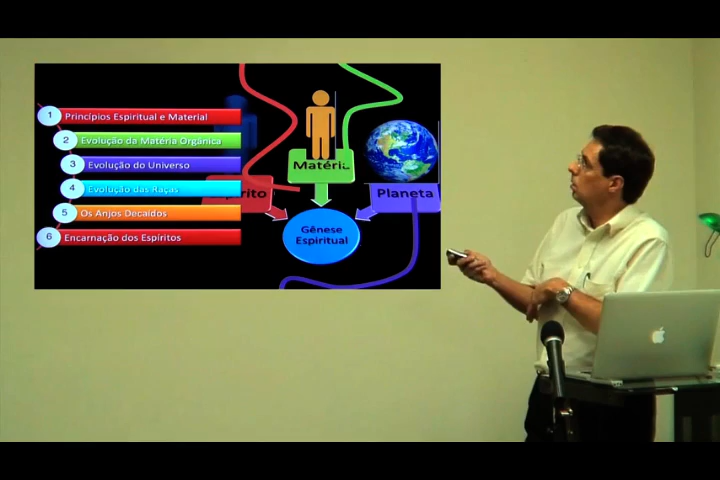 1 Princípios Espiritual e Material
2 Evolução da Matéria Orgânica
3 Evolução do Universo
4 Evolução das Raças
5 Os Anjos Decaídos
6 Encarnação dos Espíritos
Matéria
Planeta
Gênese
Espiritual